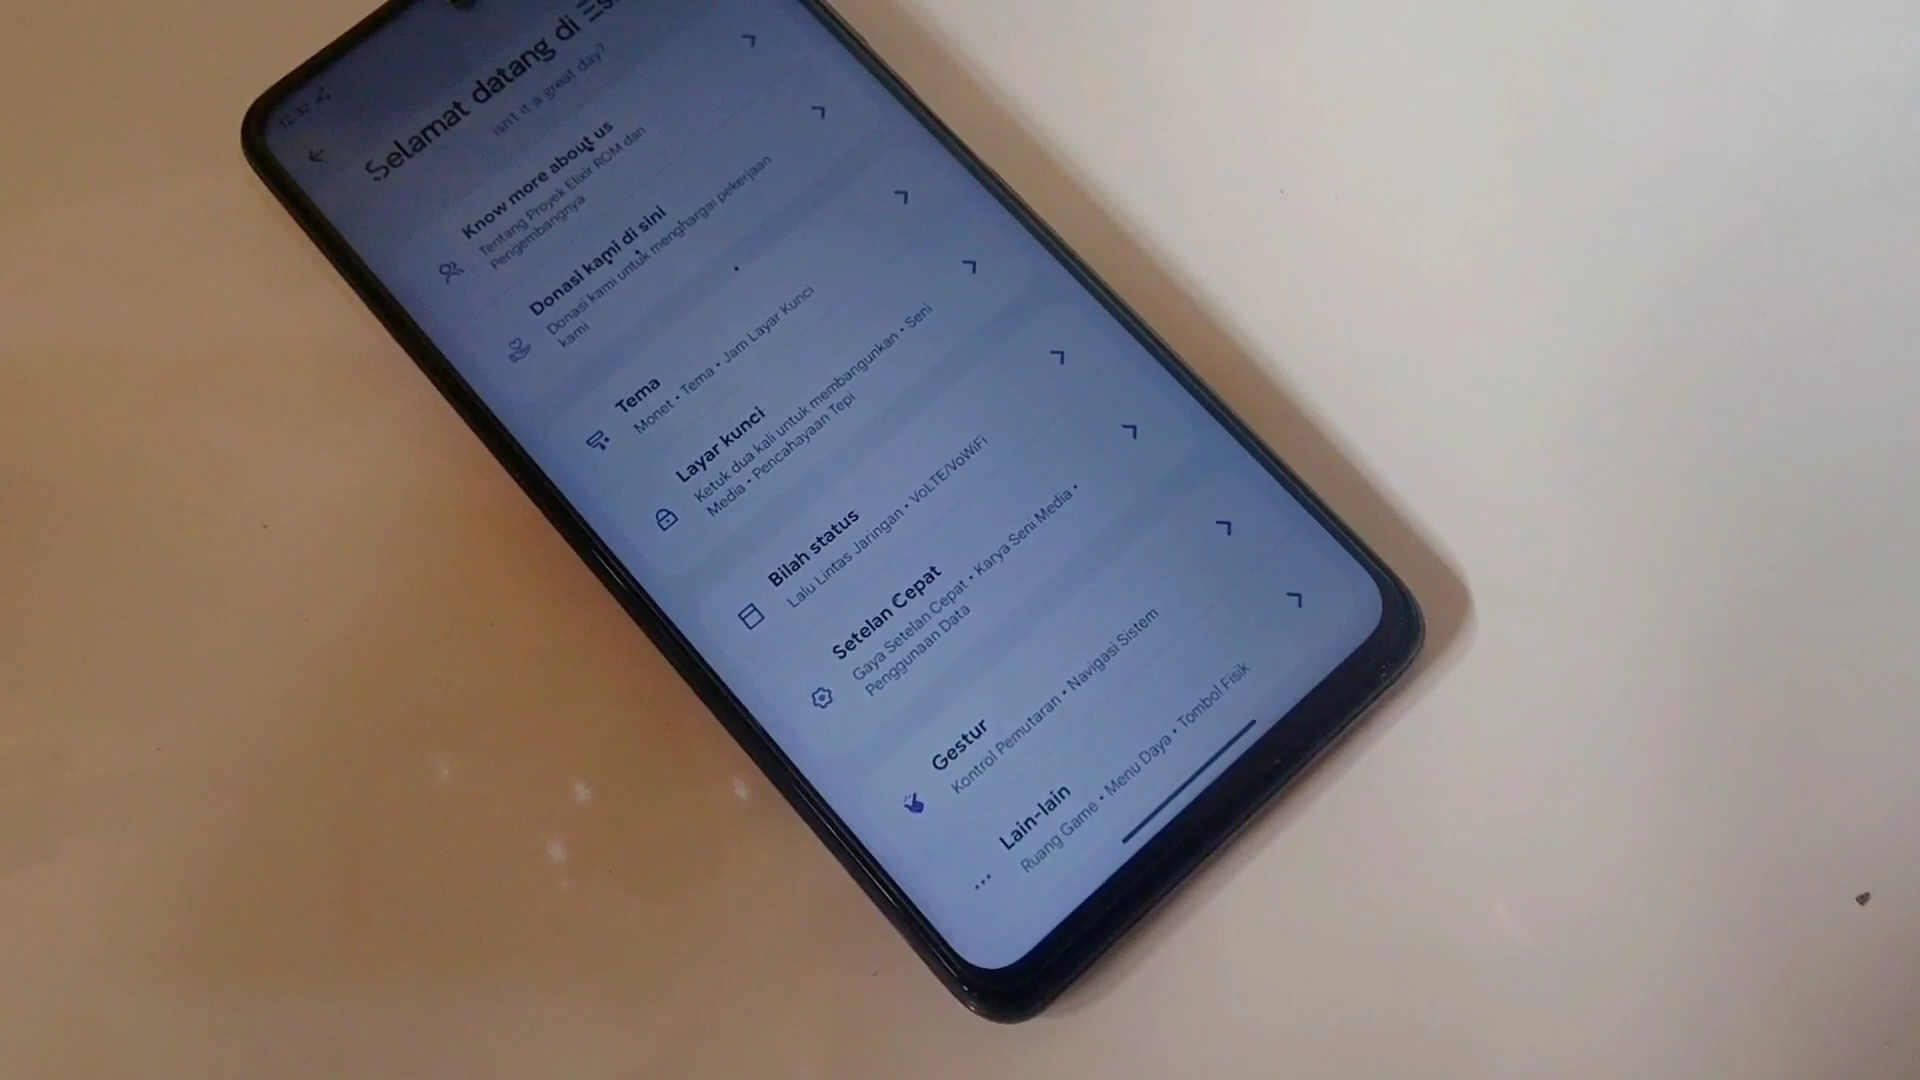 12.32
Selamat datang di
isn't it a great day?
Know more about us
Tentang Proyek Elixir ROM dan
Pengembangnya
Donasi kami di sini
Donasi kami untuk menghargai pekerjaan
kami
Tema
Monet • Tema • Jam Layar Kunci
Layar kunci
Ketuk dua kali untuk membangunkan • Seni
Media • Pencahayaan Tepi
Bilah status
Lalu Lintas Jaringan • VoLTE/VoWiFi
Setelan Cepat
Gaya Setelan Cepat • Karya Seni Media •
Penggunaan Data
Gestur
Kontrol Pemutaran • Navigasi Sistem
Lain-lain
Ruang Game • Menu Daya • Tombol Fisik